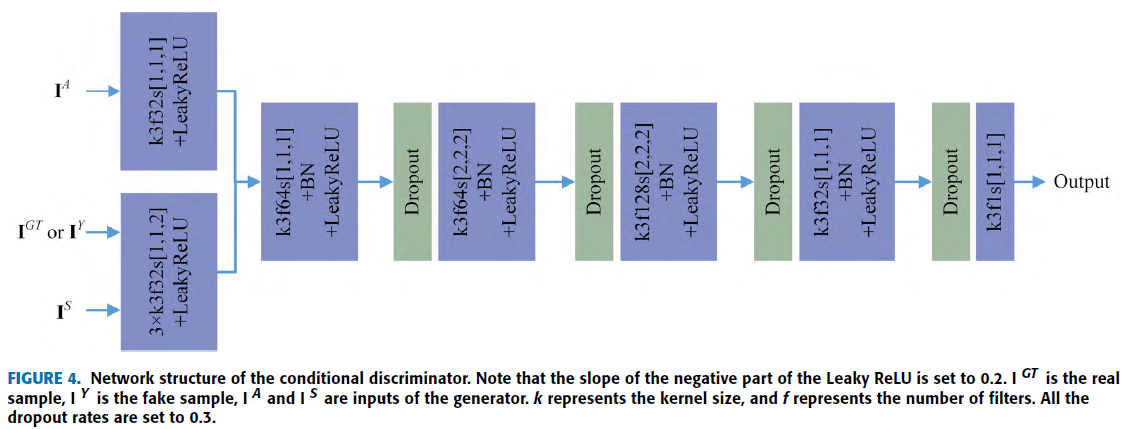 I^A
k3f32s[1,1,1]
+LeakyReLU
I^GT or I^Y
I^S
3×k3f32s[1,1,2]
+LeakyReLU
k3f64s[1,1,1]
+BN
+LeakyReLU
Dropout
k3f64s[2,2,2]
+BN
+LeakyReLU
Dropout
k3f128s[2,2,2]
+BN
+LeakyReLU
Dropout
k3f32s[1,1,1]
+BN
+LeakyReLU
Dropout
k3f1s[1,1,1]
Output
FIGURE 4. Network structure of the conditional discriminator. Note that the slope of the negative part of the Leaky ReLU is set to 0.2. I^GT is the real
sample, I^Y is the fake sample, I^A and I^S are inputs of the generator. k represents the kernel size, and f represents the number of filters. All the
dropout rates are set to 0.3.